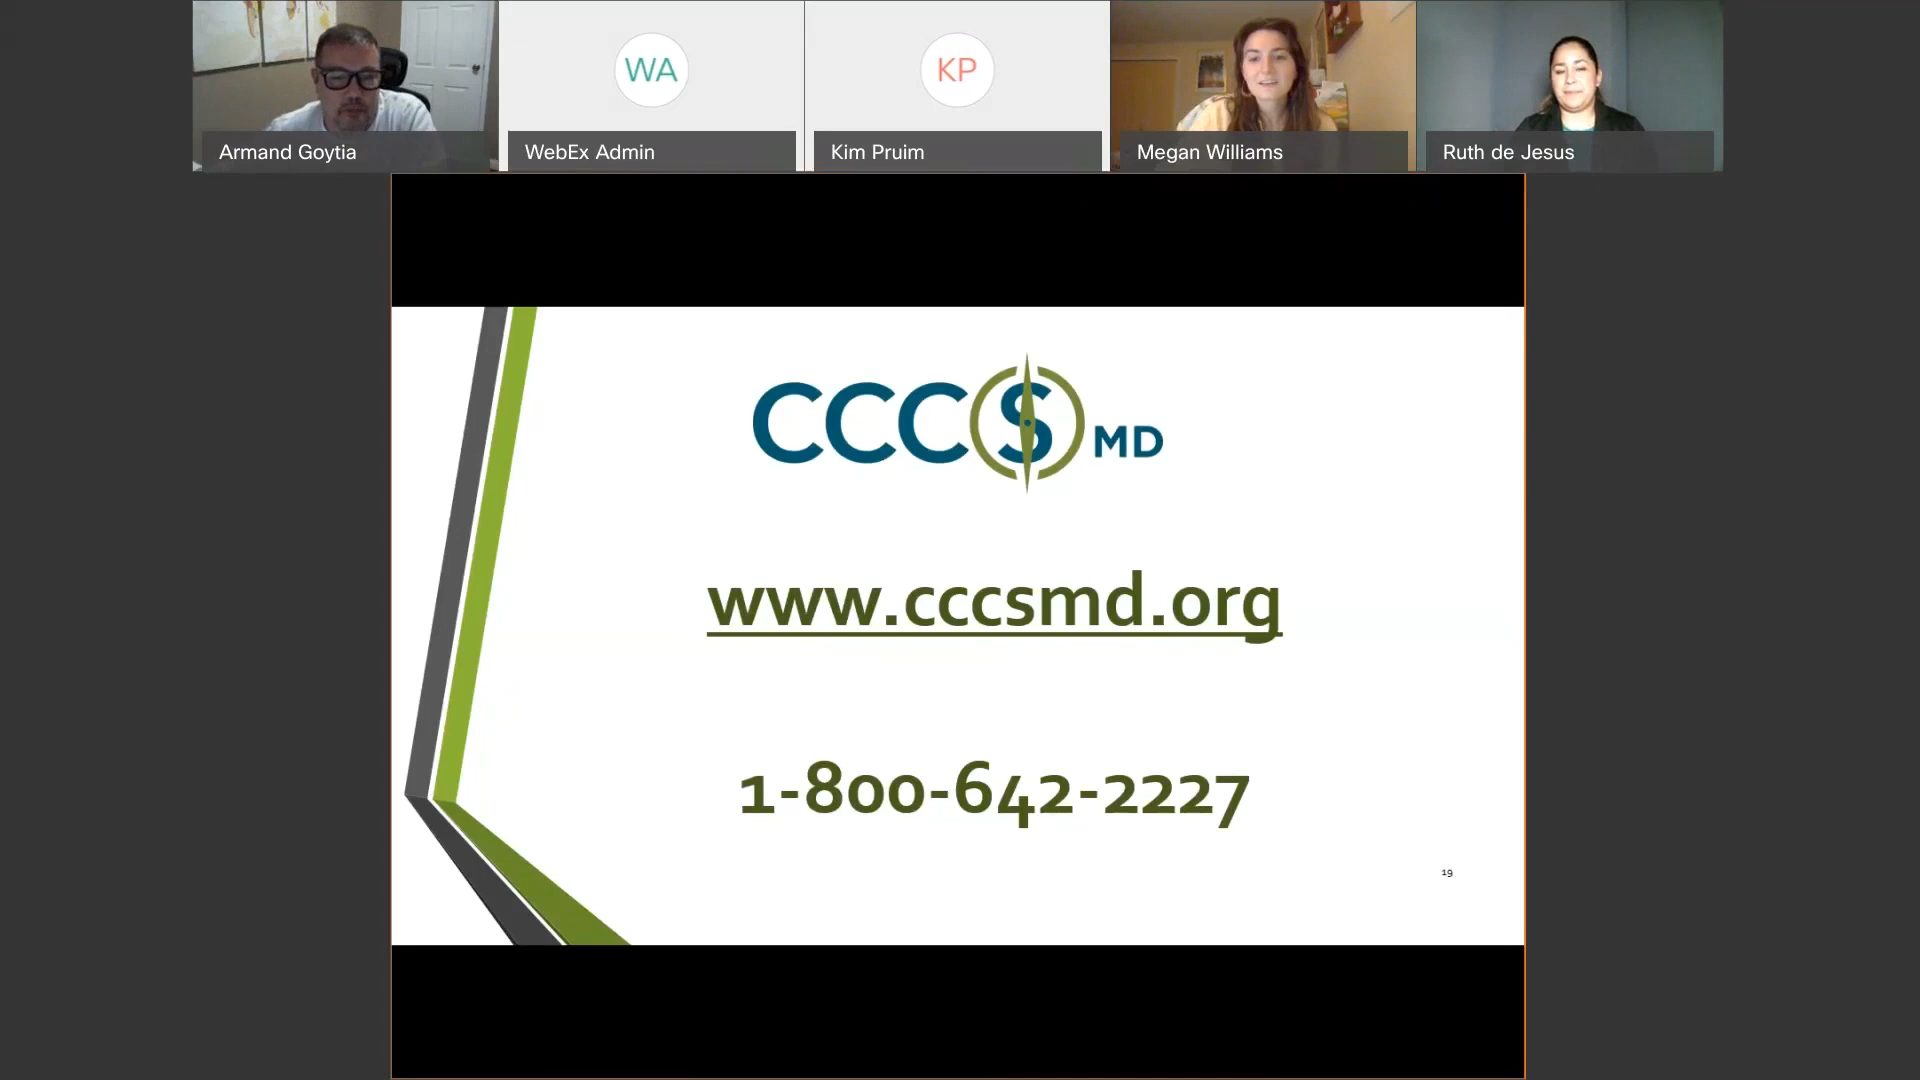 Armand Goytia
WA
WebEx Admin
KP
Kim Pruim
Megan Williams
Ruth de Jesus
CCCS MD
www.cccsmd.org
1-800-642-2227
19